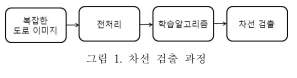 복잡한
도로 이미지
전처리
학습알고리즘
차선 검출
그림 1. 차선 검출 과정